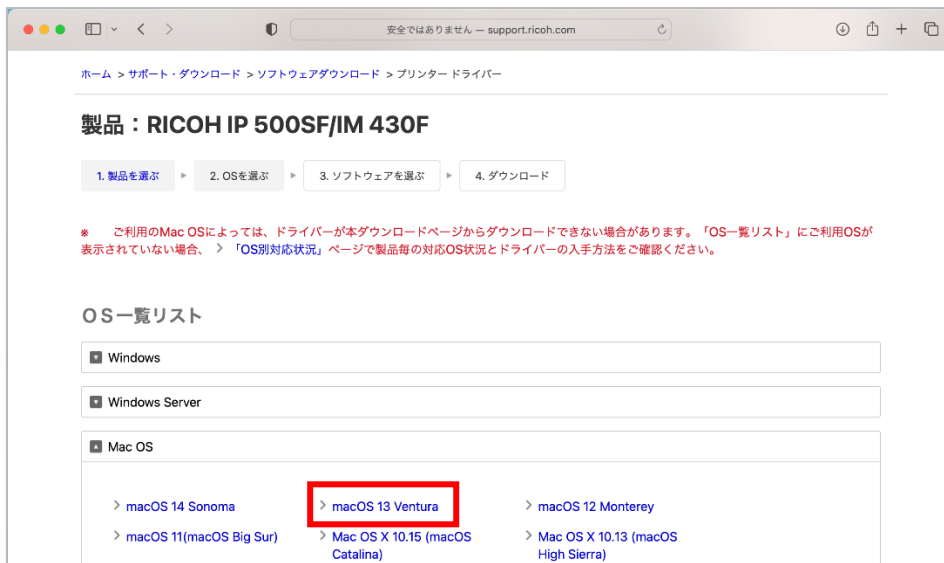 安全ではありません — support.ricoh.com
ホーム > サポート・ダウンロード > ソフトウェアダウンロード > プリンター ドライバー
製品：RICOH IP 500SF/IM 430F
1. 製品を選ぶ
2. OSを選ぶ
3. ソフトウェアを選ぶ
4. ダウンロード
※ ご利用のMac OSによっては、ドライバーが本ダウンロードページからダウンロードできない場合があります。「OS一覧リスト」にご利用OSが
表示されていない場合、 > 「OS別対応状況」ページで製品毎の対応OS状況とドライバーの入手方法をご確認ください。
ＯＳ一覧リスト
Windows
Windows Server
Mac OS
macOS 14 Sonoma
macOS 13 Ventura
macOS 12 Monterey
macOS 11(macOS Big Sur)
Mac OS X 10.15 (macOS
Catalina)
Mac OS X 10.13 (macOS
High Sierra)